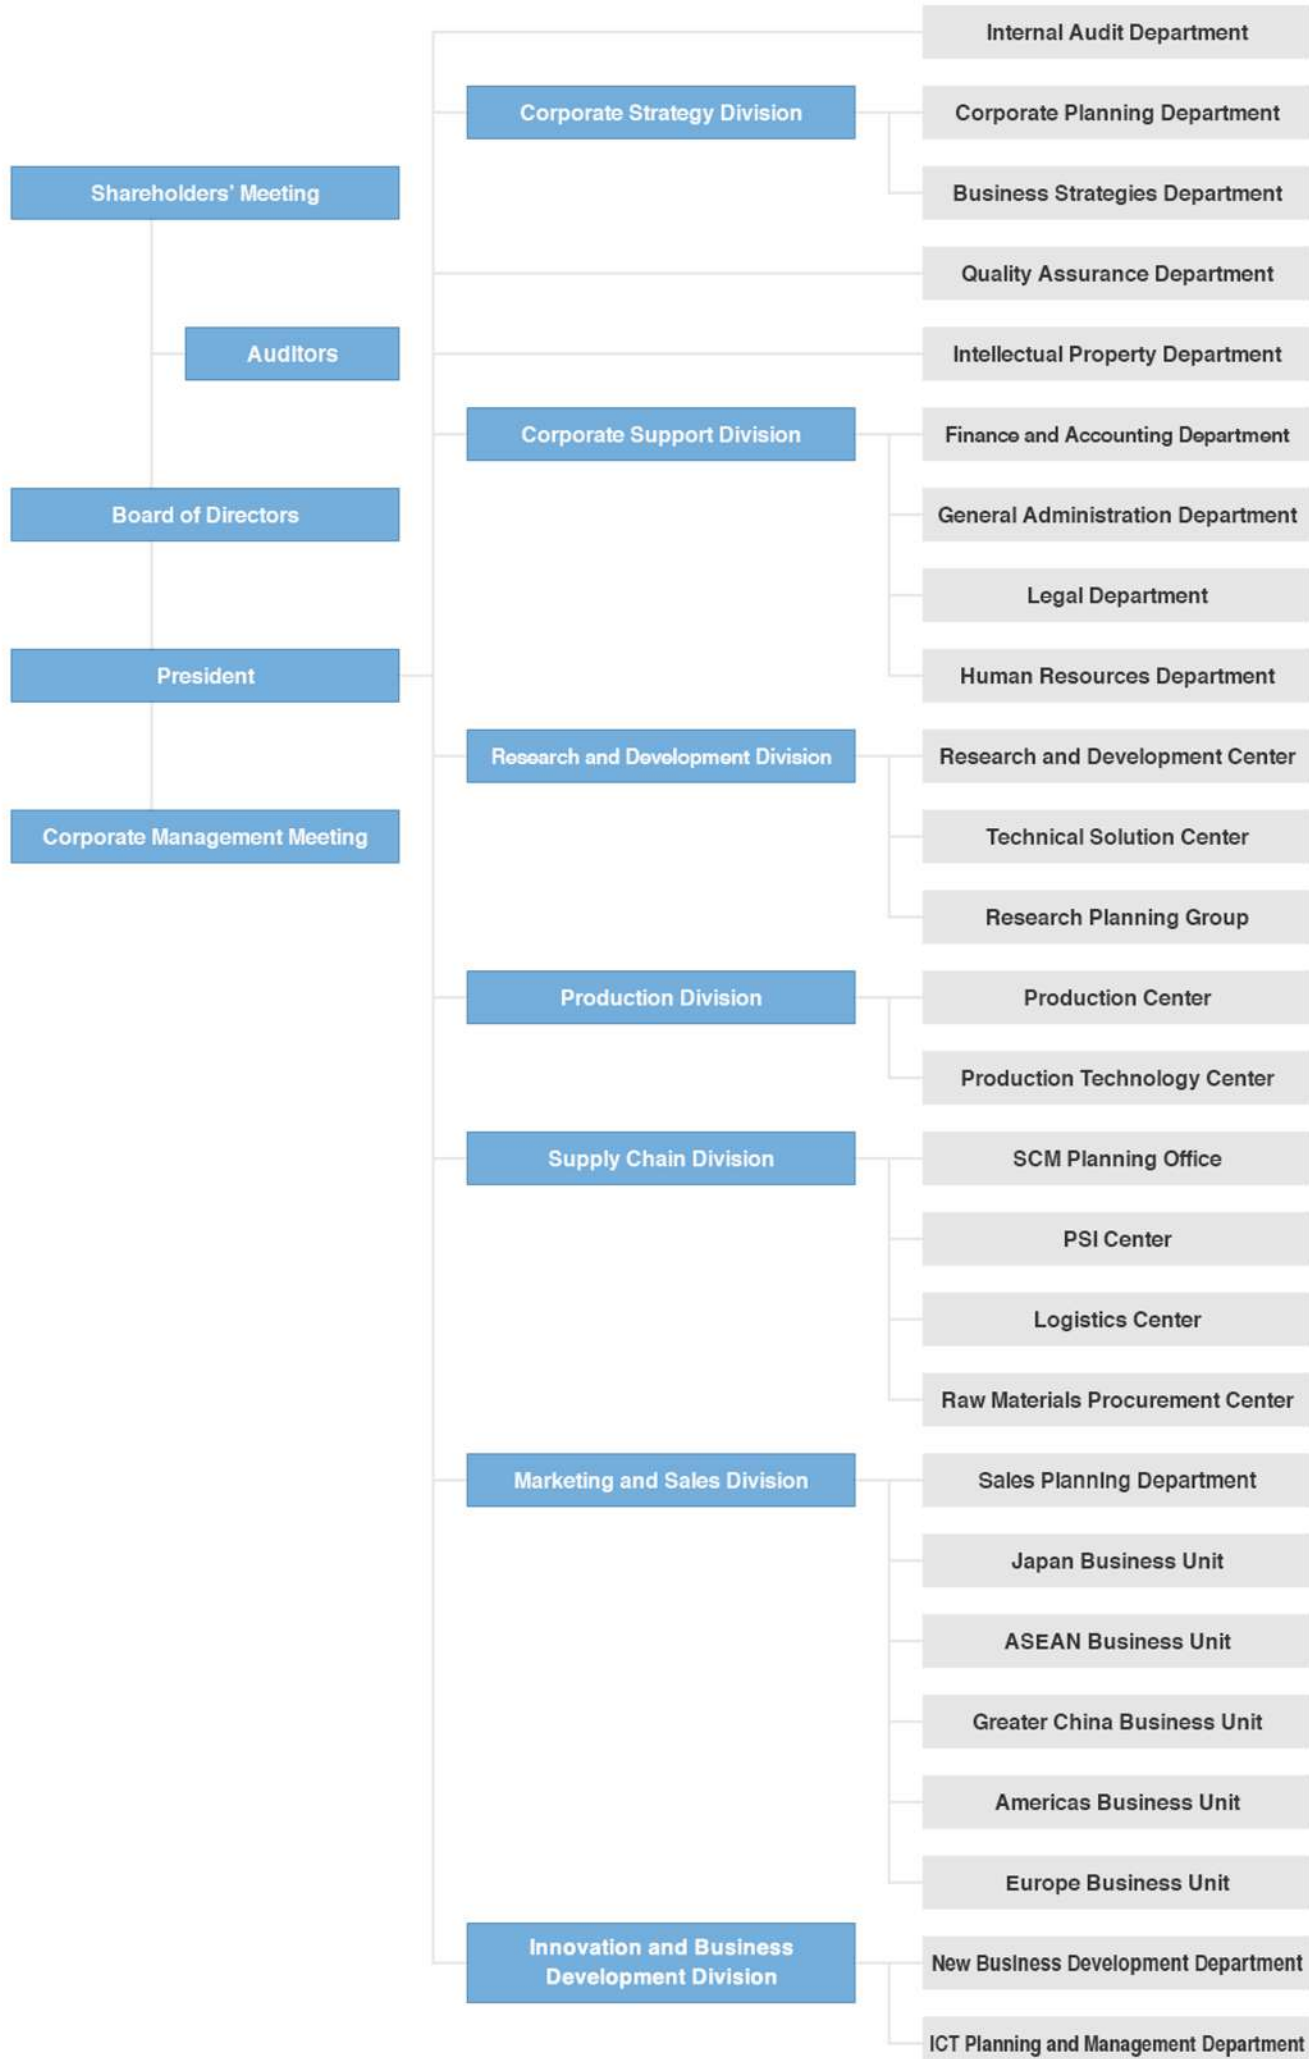 Internal Audit Department
Corporate Strategy Division
Corporate Planning Department
Shareholders' Meeting
Business Strategies Department
Quality Assurance Department
Auditors
Intellectual Property Department
Corporate Support Division
Finance and Accounting Department
Board of Directors
General Administration Department
Legal Department
President
Human Resources Department
Research and Development Division
Research and Development Center
Corporate Management Meeting
Technical Solution Center
Research Planning Group
Production Division
Production Center
Production Technology Center
Supply Chain Division
SCM Planning Office
PSI Center
Logistics Center
Raw Materials Procurement Center
Marketing and Sales Division
Sales Planning Department
Japan Business Unit
ASEAN Business Unit
Greater China Business Unit
Americas Business Unit
Europe Business Unit
Innovation and Business
Development Division
New Business Development Department
ICT Planning and Management Department